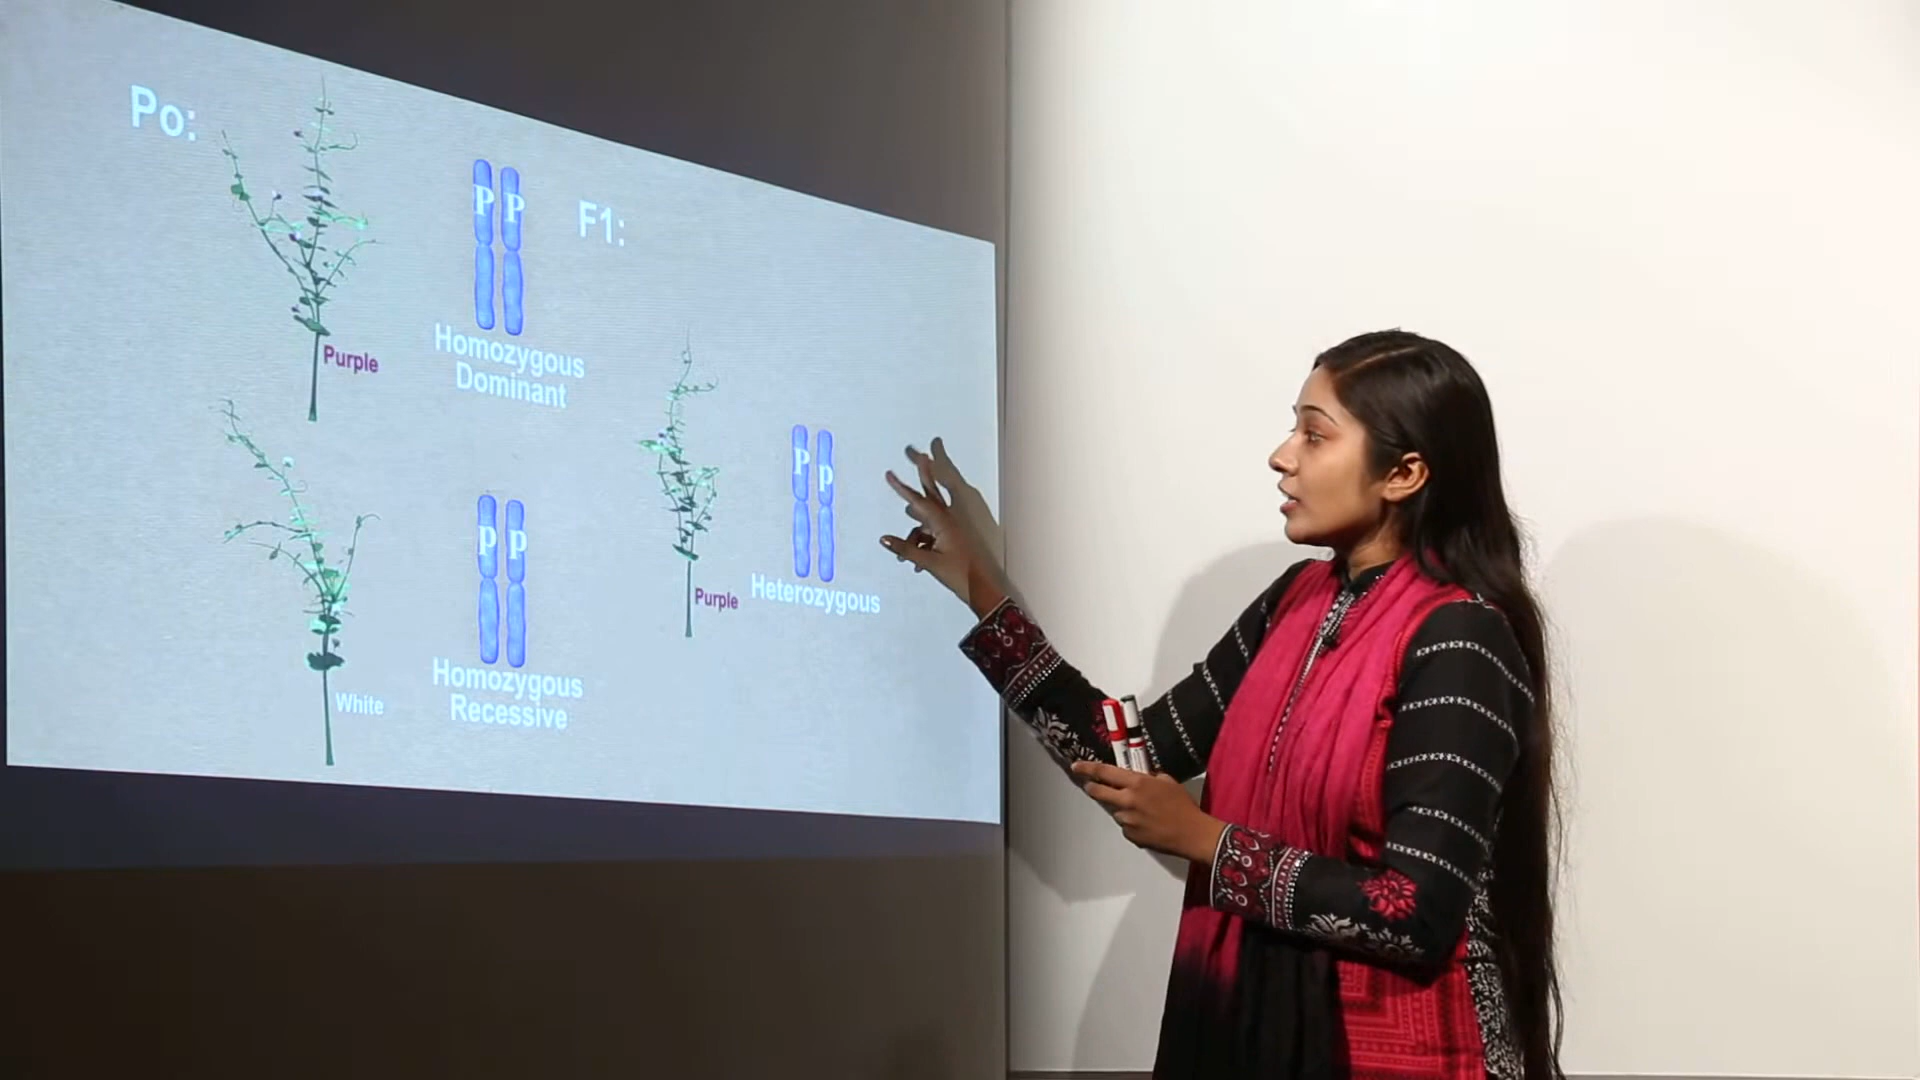 Po:
P P
Homozygous
Dominant
Purple
F1:
P p
Heterozygous
Purple
p p
Homozygous
Recessive
White